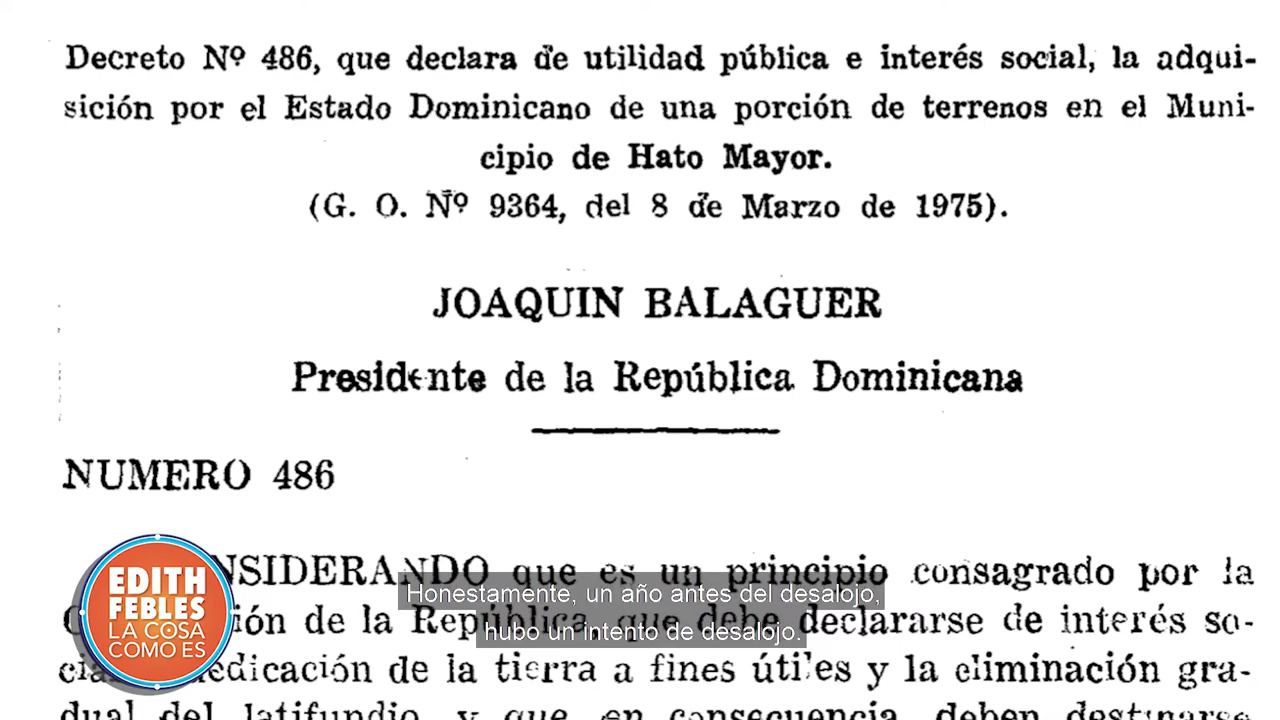 Decreto Nº 486, que declara de utilidad pública e interés social, la adqui-
sición por el Estado Dominicano de una porción de terrenos en el Muni-
cipio de Hato Mayor.
(G. O. Nº 9364, del 8 de Marzo de 1975).
JOAQUIN BALAGUER
Presidente de la República Dominicana
NUMERO 486
NSIDERANDO que es un principio consagrado por la
ión de la República, que debe declararse de interés so-
cial edicación de la tierra a fines útiles y la eliminación gra-
dual del latifundio, y que en consecuencia, deben destinarse
EDITH
FEBLES
LA COSA
COMO ES
Honestamente, un año antes del desalojo,
hubo un intento de desalojo.